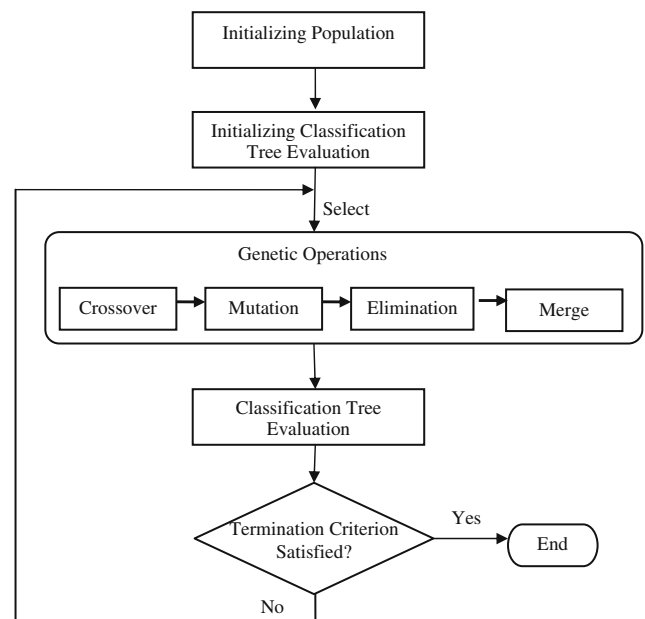 Initializing Population
Initializing Classification
Tree Evaluation
Select
Genetic Operations
Crossover
Mutation
Elimination
Merge
Classification Tree
Evaluation
Termination Criterion
Satisfied?
Yes
End
No